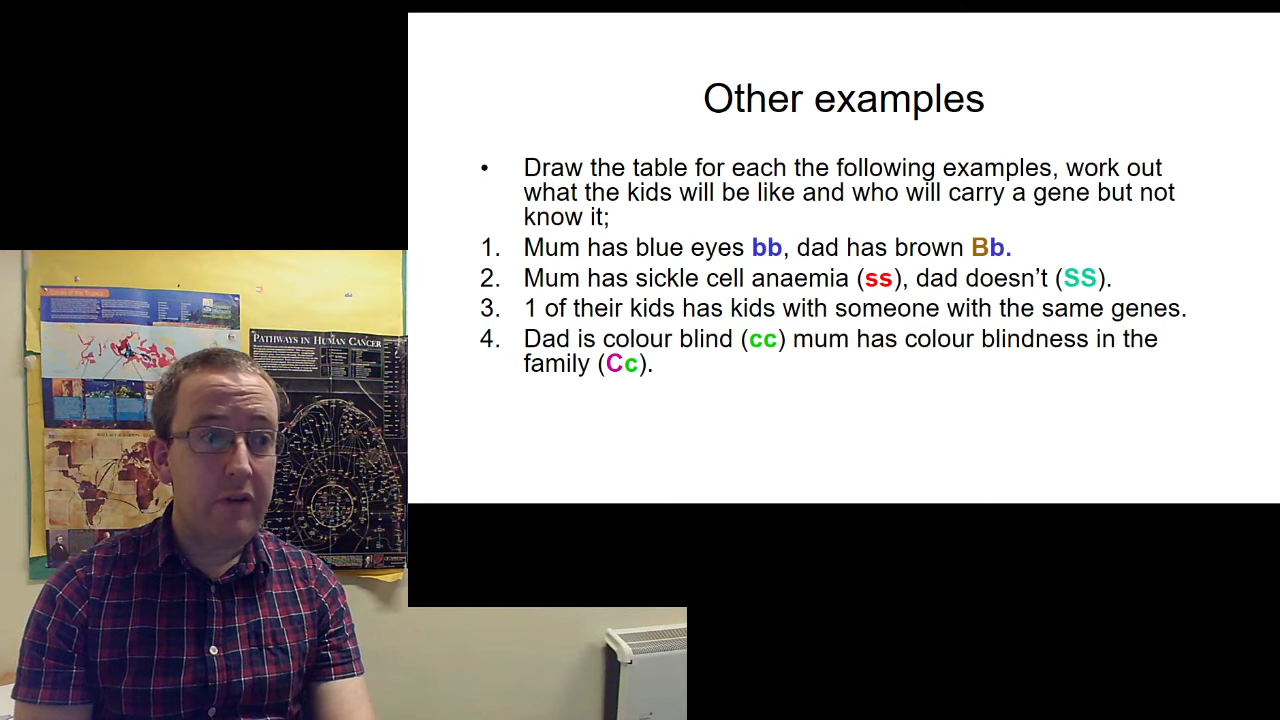 Other examples
• Draw the table for each the following examples, work out
what the kids will be like and who will carry a gene but not
know it;
1. Mum has blue eyes bb, dad has brown Bb.
2. Mum has sickle cell anaemia (ss), dad doesn’t (SS).
3. 1 of their kids has kids with someone with the same genes.
4. Dad is colour blind (cc) mum has colour blindness in the
family (Cc).
PATHWAYS IN HUMAN CANCER